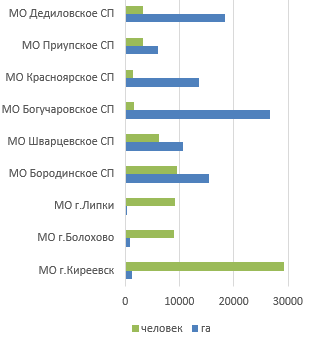 МО Дедиловское СП
МО Приупское СП
МО Красноярское СП
МО Богучаровское СП
МО Шварцевское СП
МО Бородинское СП
МО г.Липки
МО г.Болохово
МО г.Киреевск
0 10000 20000 30000
человек га